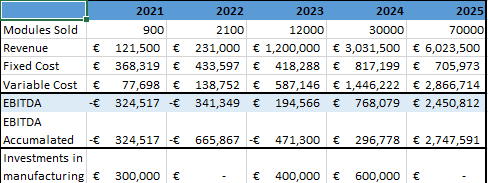 2021 2022 2023 2024 2025
Modules Sold 900 2100 12000 30000 70000
Revenue € 121,500 € 231,000 € 1,200,000 € 3,031,500 € 6,023,500
Fixed Cost € 368,319 € 433,597 € 418,288 € 817,199 € 705,973
Variable Cost € 77,698 € 138,752 € 587,146 € 1,446,222 € 2,866,714
EBITDA -€ 324,517 -€ 341,349 € 194,566 € 768,079 € 2,450,812
EBITDA
Accumalated -€ 324,517 -€ 665,867 -€ 471,300 € 296,778 € 2,747,591
Investments in
manufacturing € 300,000 € - € 400,000 € 600,000 € -